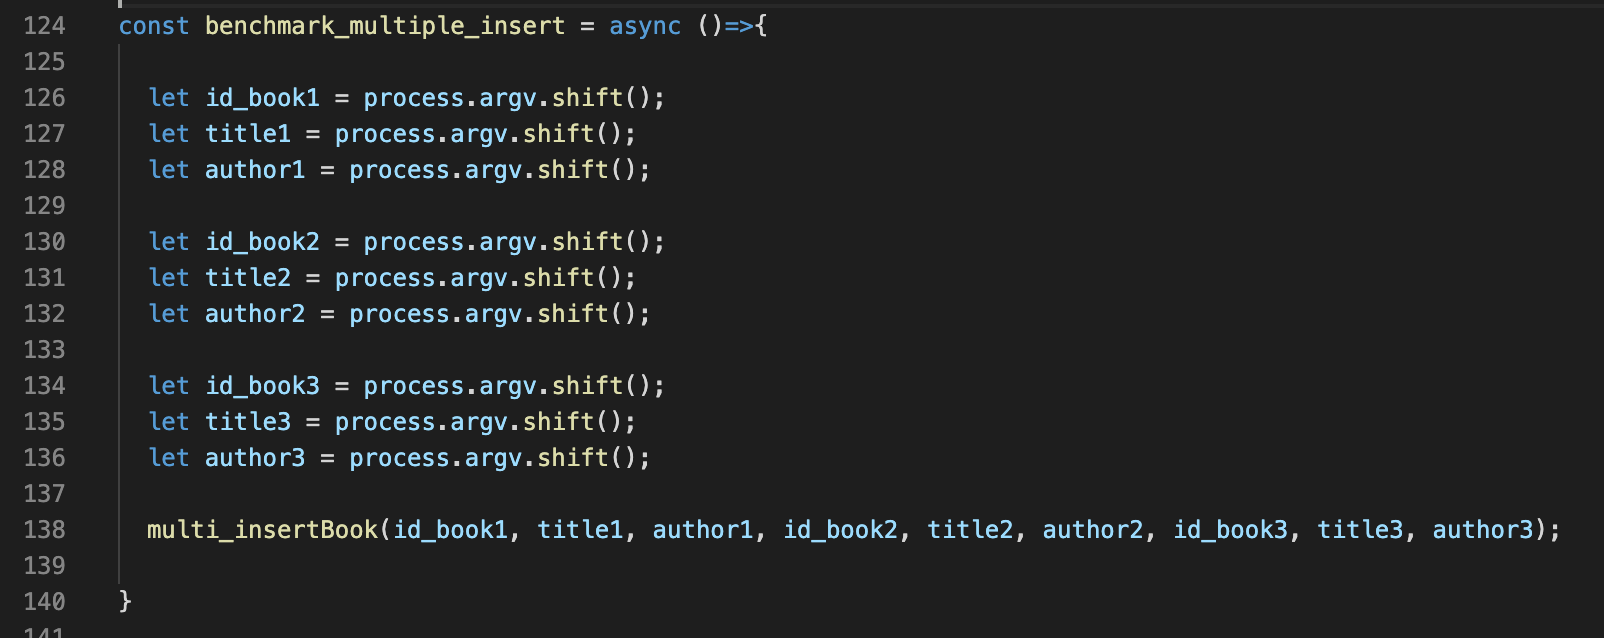 124 const benchmark_multiple_insert = async ()=>{
125
126 let id_book1 = process.argv.shift();
127 let title1 = process.argv.shift();
128 let author1 = process.argv.shift();
129
130 let id_book2 = process.argv.shift();
131 let title2 = process.argv.shift();
132 let author2 = process.argv.shift();
133
134 let id_book3 = process.argv.shift();
135 let title3 = process.argv.shift();
136 let author3 = process.argv.shift();
137
138 multi_insertBook(id_book1, title1, author1, id_book2, title2, author2, id_book3, title3, author3);
139
140 }
141